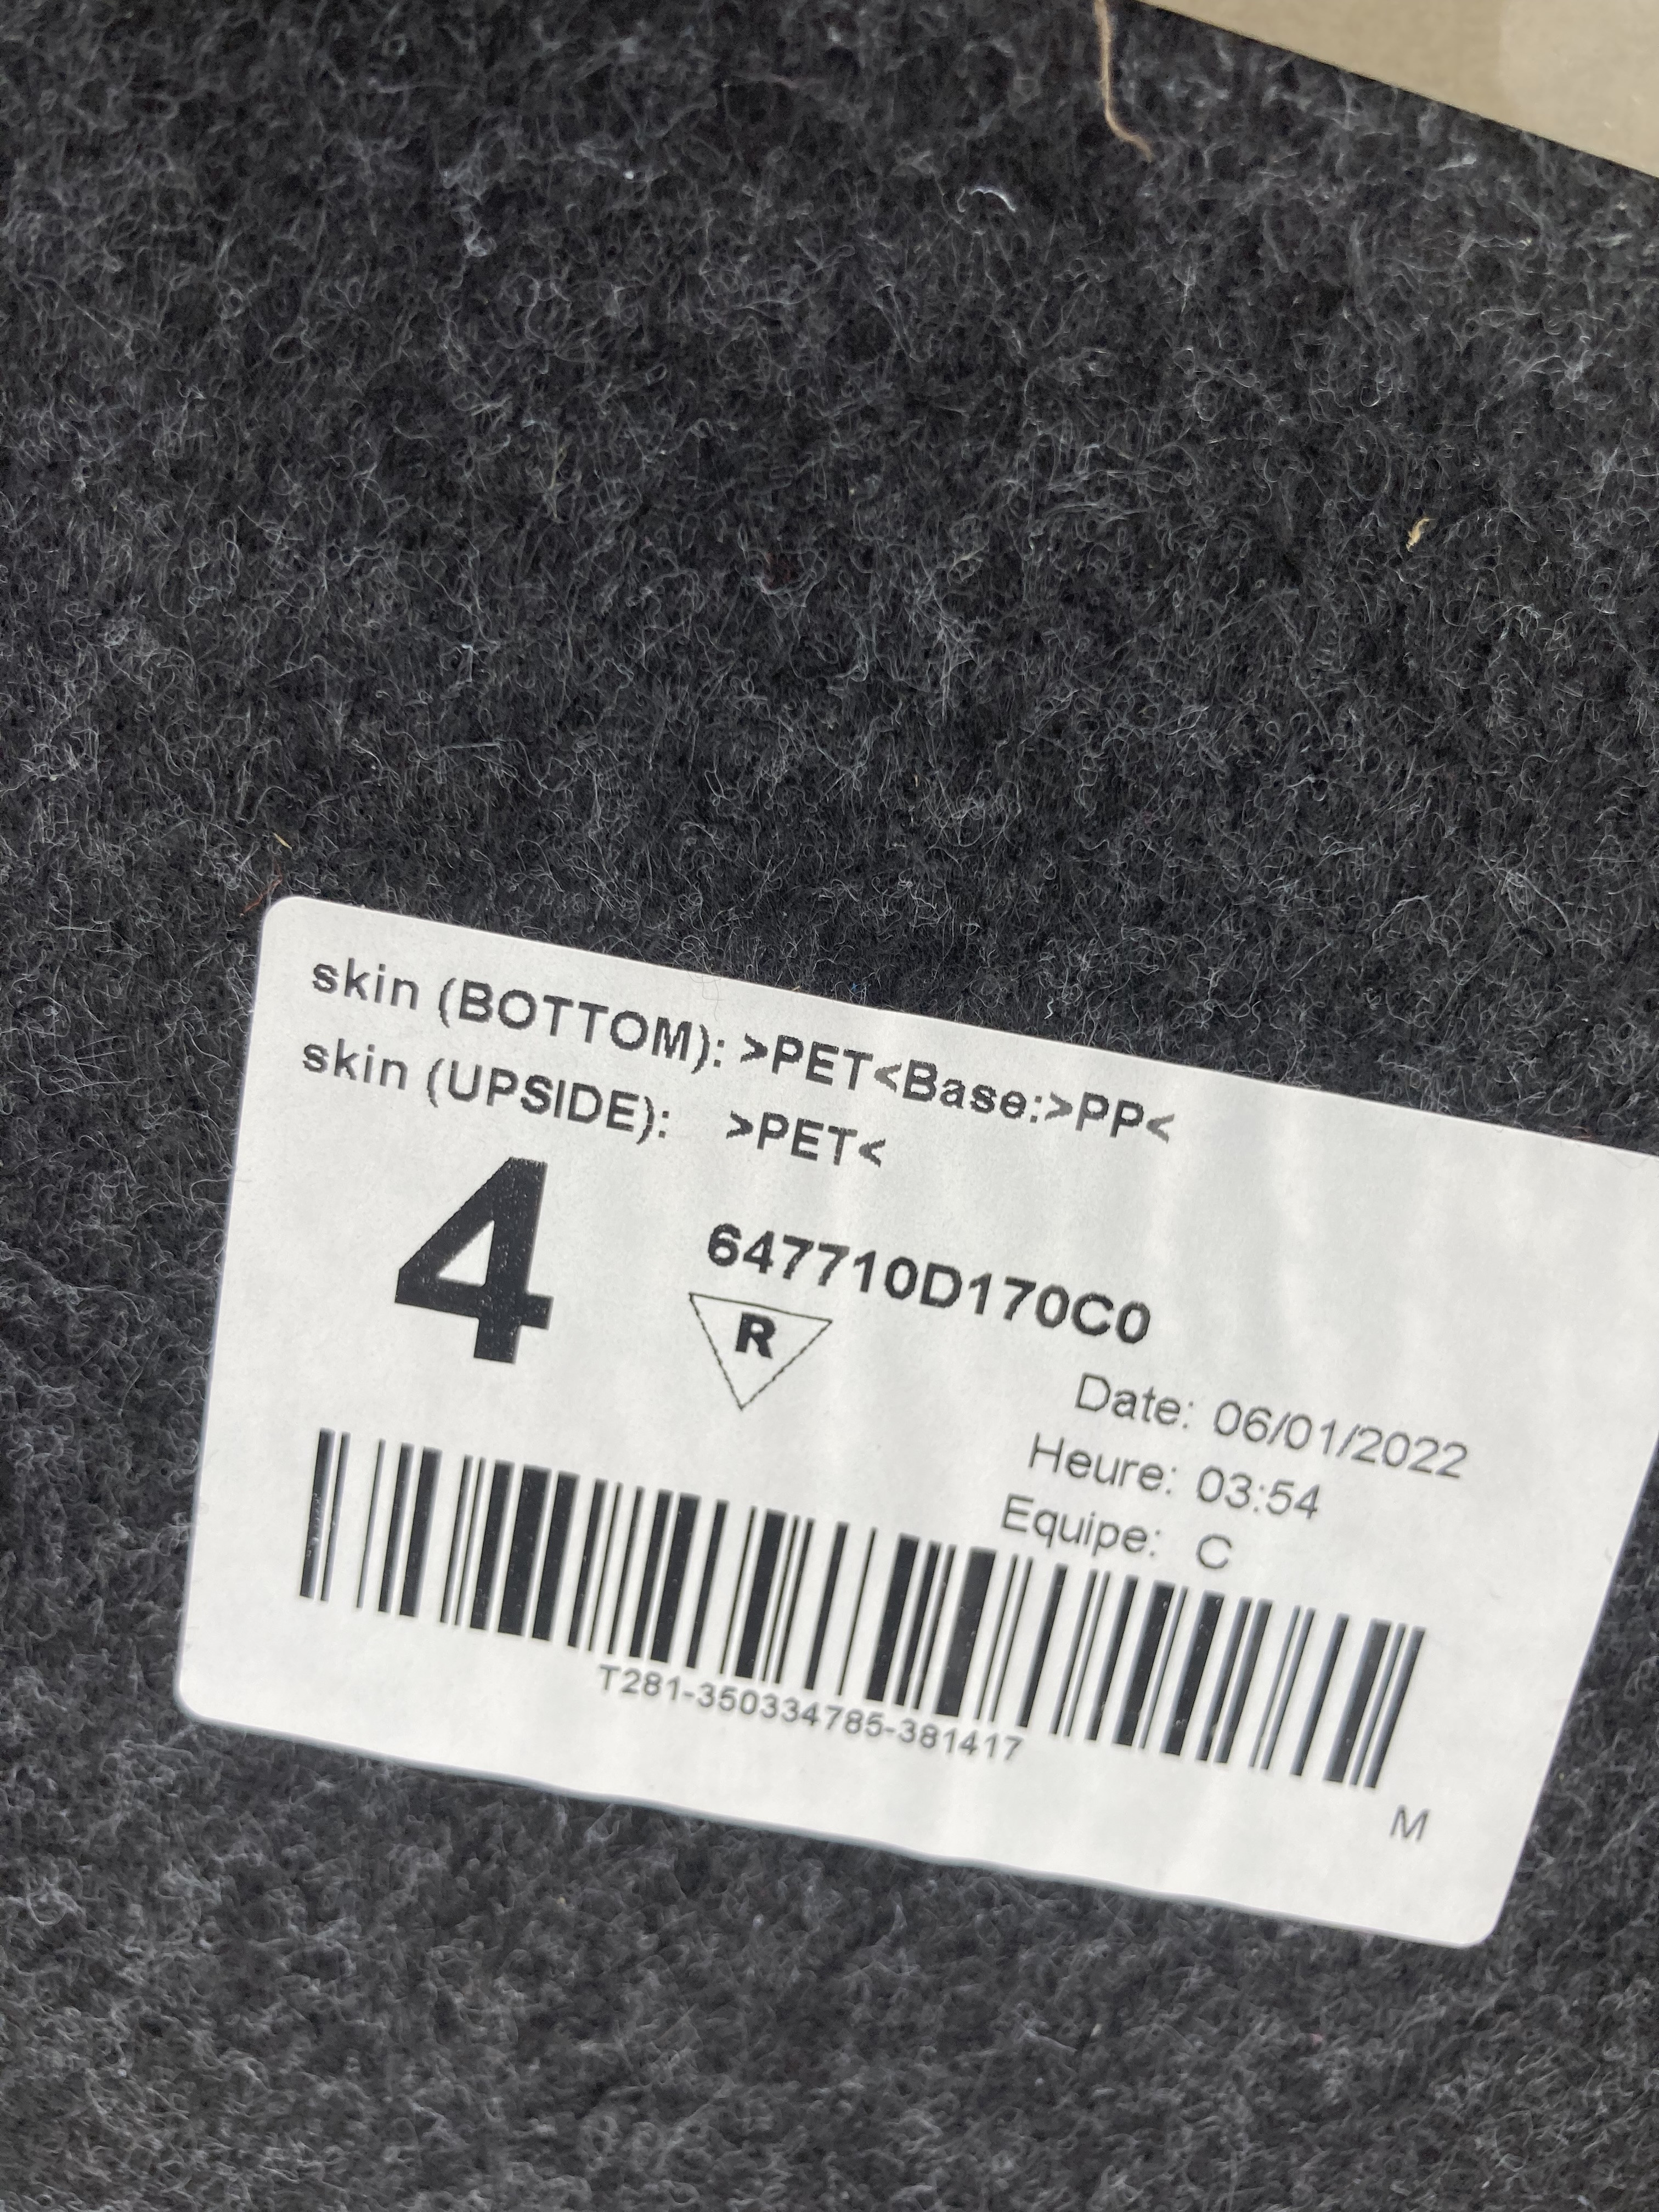 skin (BOTTOM): >PET<Base:>PP<
skin (UPSIDE): >PET<
4
647710D170C0
R
Date: 06/01/2022
Heure: 03:54
Equipe: C
T281-350334785-381417
M